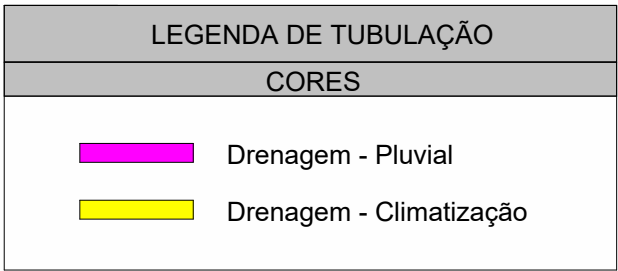 LEGENDA DE TUBULAÇÃO
CORES
Drenagem - Pluvial
Drenagem - Climatização